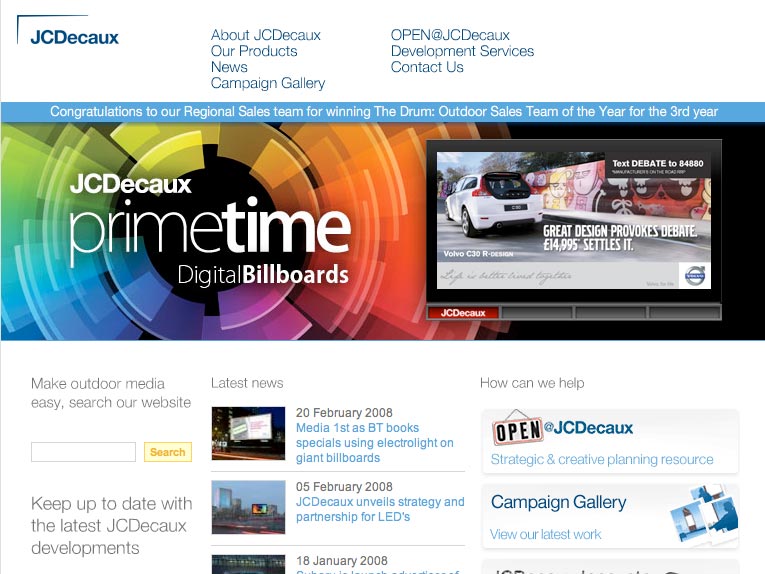 JCDecaux
About JCDecaux
Our Products
News
Campaign Gallery
OPEN@JCDecaux
Development Services
Contact Us
Congratulations to our Regional Sales team for winning The Drum: Outdoor Sales Team of the Year for the 3rd year
JCDecaux
primetime
DigitalBillboards
Text DEBATE to 84880
*MANUFACTURER'S ON THE ROAD RRP
GREAT DESIGN PROVOKES DEBATE.
£14,995* SETTLES IT.
Volvo C30 R-DESIGN
Life is better lived together
VOLVO
Volvo. for life
JCDecaux
Make outdoor media
easy, search our website
Search
Keep up to date with
the latest JCDecaux
developments
Latest news
20 February 2008
Media 1st as BT books
specials using electrolight on
giant billboards
05 February 2008
JCDecaux unveils strategy and
partnership for LED's
18 January 2008
How can we help
OPEN@JCDecaux
Strategic & creative planning resource
Campaign Gallery
View our latest work